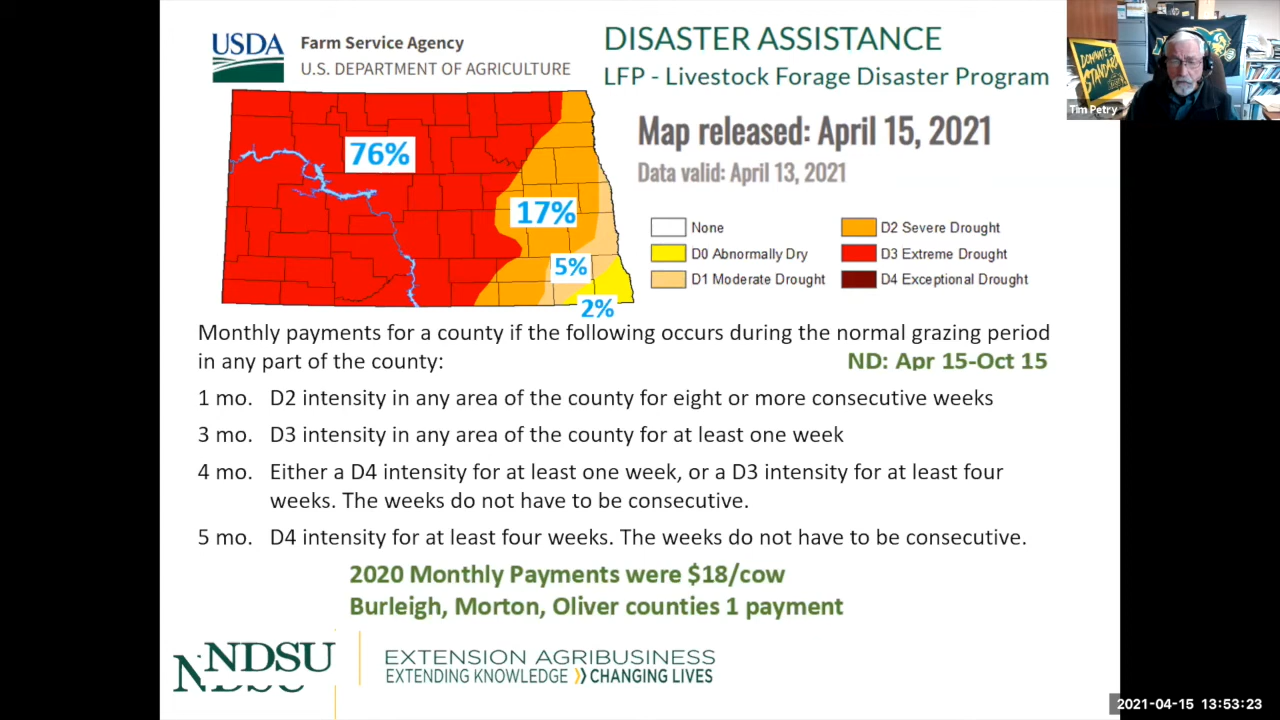 USDA
Farm Service Agency
U.S. DEPARTMENT OF AGRICULTURE
DISASTER ASSISTANCE
LFP - Livestock Forage Disaster Program
DOMINATE
STANDARD
Tim Petry
76%
17%
5%
2%
Map released: April 15, 2021
Data valid: April 13, 2021
None
D0 Abnormally Dry
D1 Moderate Drought
D2 Severe Drought
D3 Extreme Drought
D4 Exceptional Drought
Monthly payments for a county if the following occurs during the normal grazing period
in any part of the county:
ND: Apr 15-Oct 15
1 mo. D2 intensity in any area of the county for eight or more consecutive weeks
3 mo. D3 intensity in any area of the county for at least one week
4 mo. Either a D4 intensity for at least one week, or a D3 intensity for at least four
weeks. The weeks do not have to be consecutive.
5 mo. D4 intensity for at least four weeks. The weeks do not have to be consecutive.
2020 Monthly Payments were $18/cow
Burleigh, Morton, Oliver counties 1 payment
NDSU
EXTENSION AGRIBUSINESS
EXTENDING KNOWLEDGE》CHANGING LIVES
2021-04-15 13:53:23